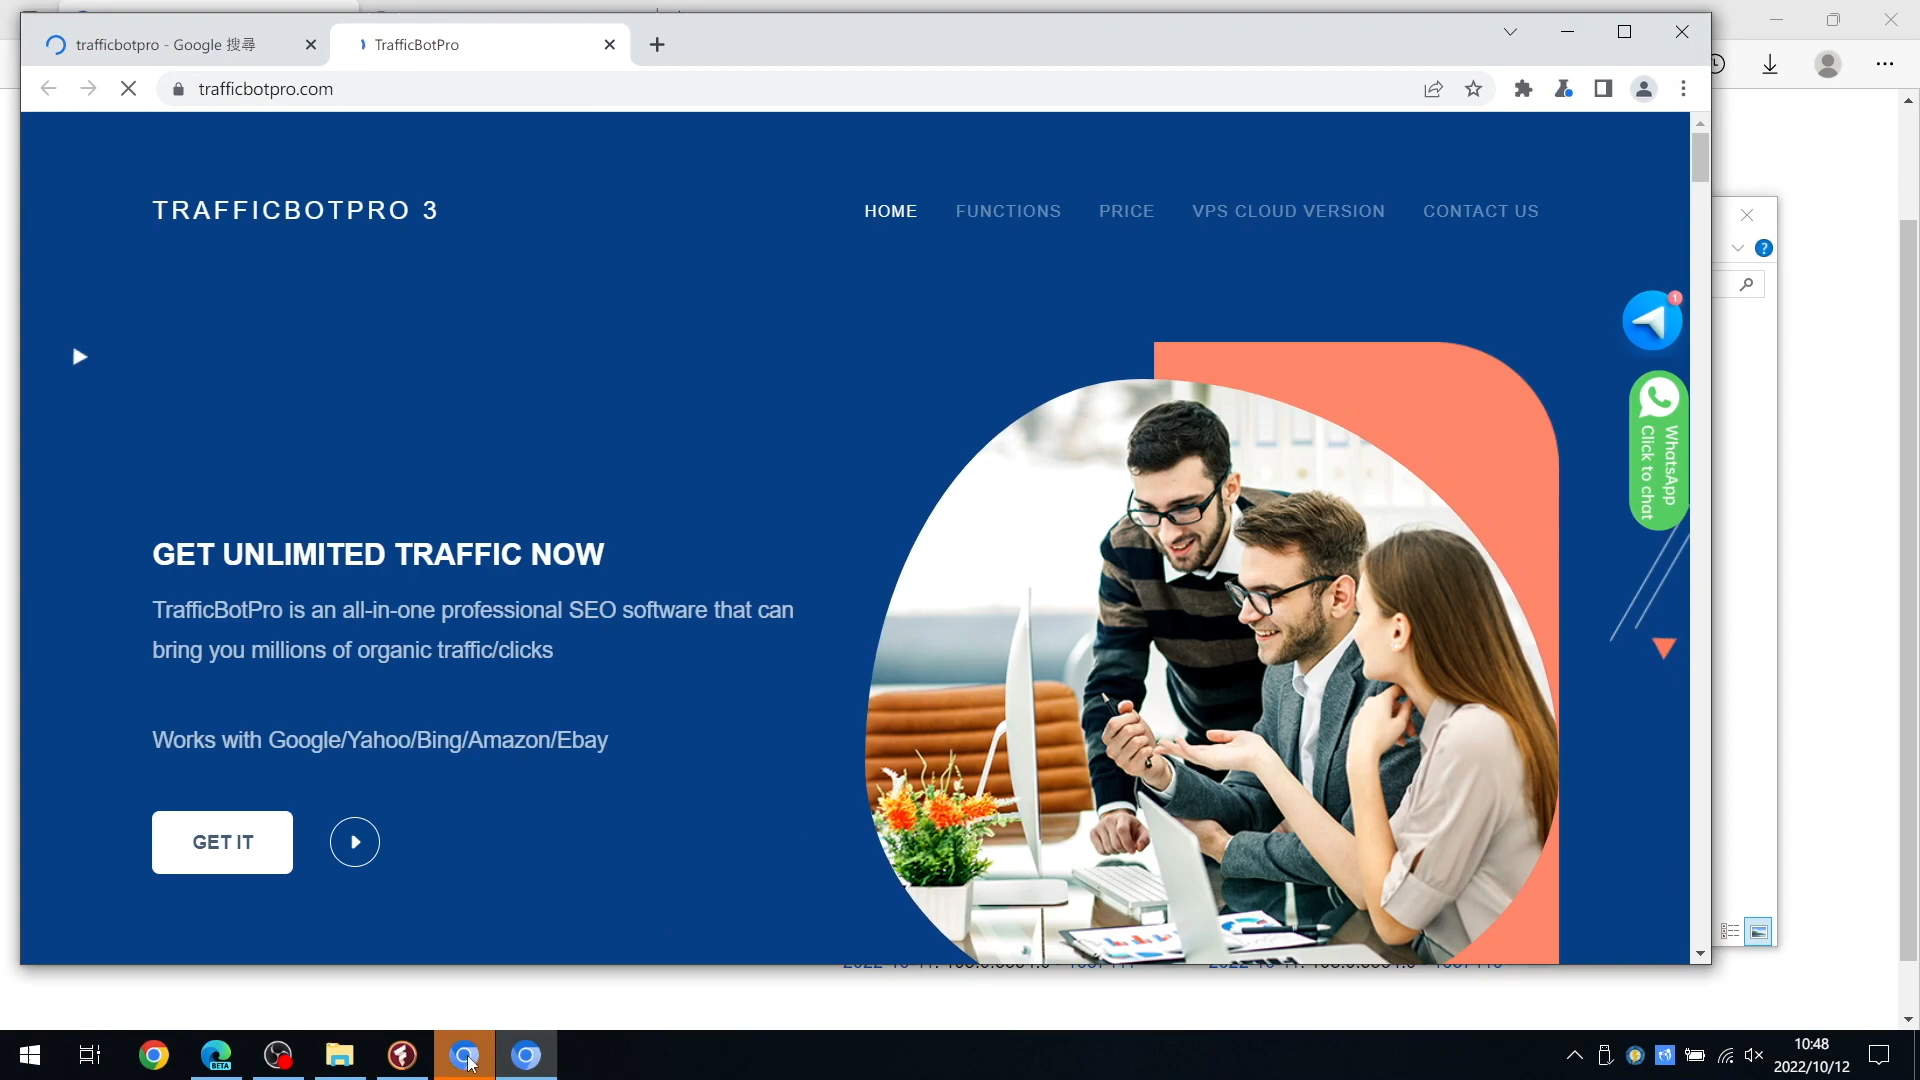 trafficbotpro - Google 搜尋
TrafficBotPro
trafficbotpro.com
TRAFFICBOTPRO 3
HOME
FUNCTIONS
PRICE
VPS CLOUD VERSION
CONTACT US
1
WhatsApp
Click to chat
GET UNLIMITED TRAFFIC NOW
TrafficBotPro is an all-in-one professional SEO software that can
bring you millions of organic traffic/clicks
Works with Google/Yahoo/Bing/Amazon/Ebay
GET IT
BETA
10:48
2022/10/12